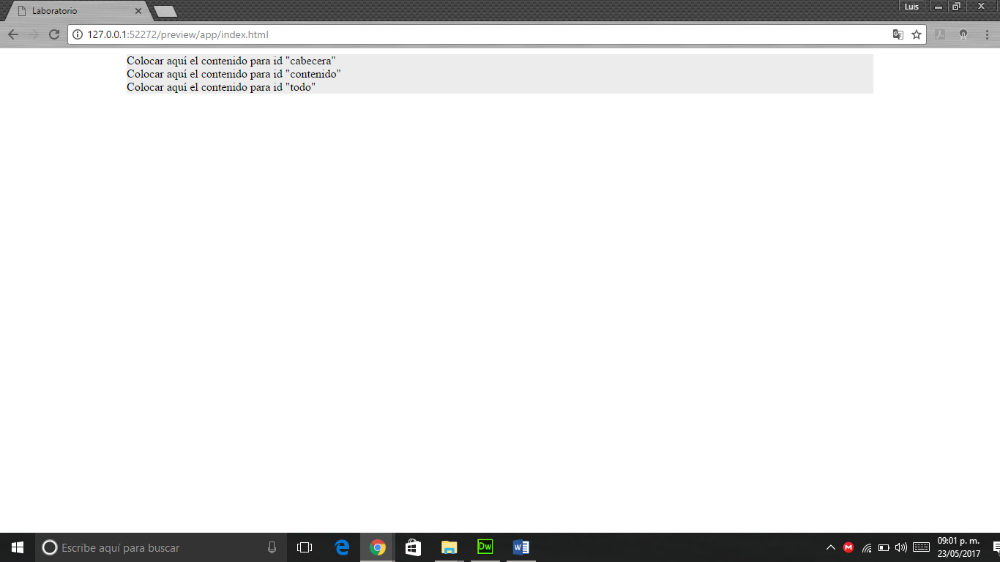 Laboratorio
Luis
127.0.0.1:52272/preview/app/index.html
Colocar aquí el contenido para id "cabecera"
Colocar aquí el contenido para id "contenido"
Colocar aquí el contenido para id "todo"
Escribe aquí para buscar
Dw
W
M
09:01 p. m.
23/05/2017